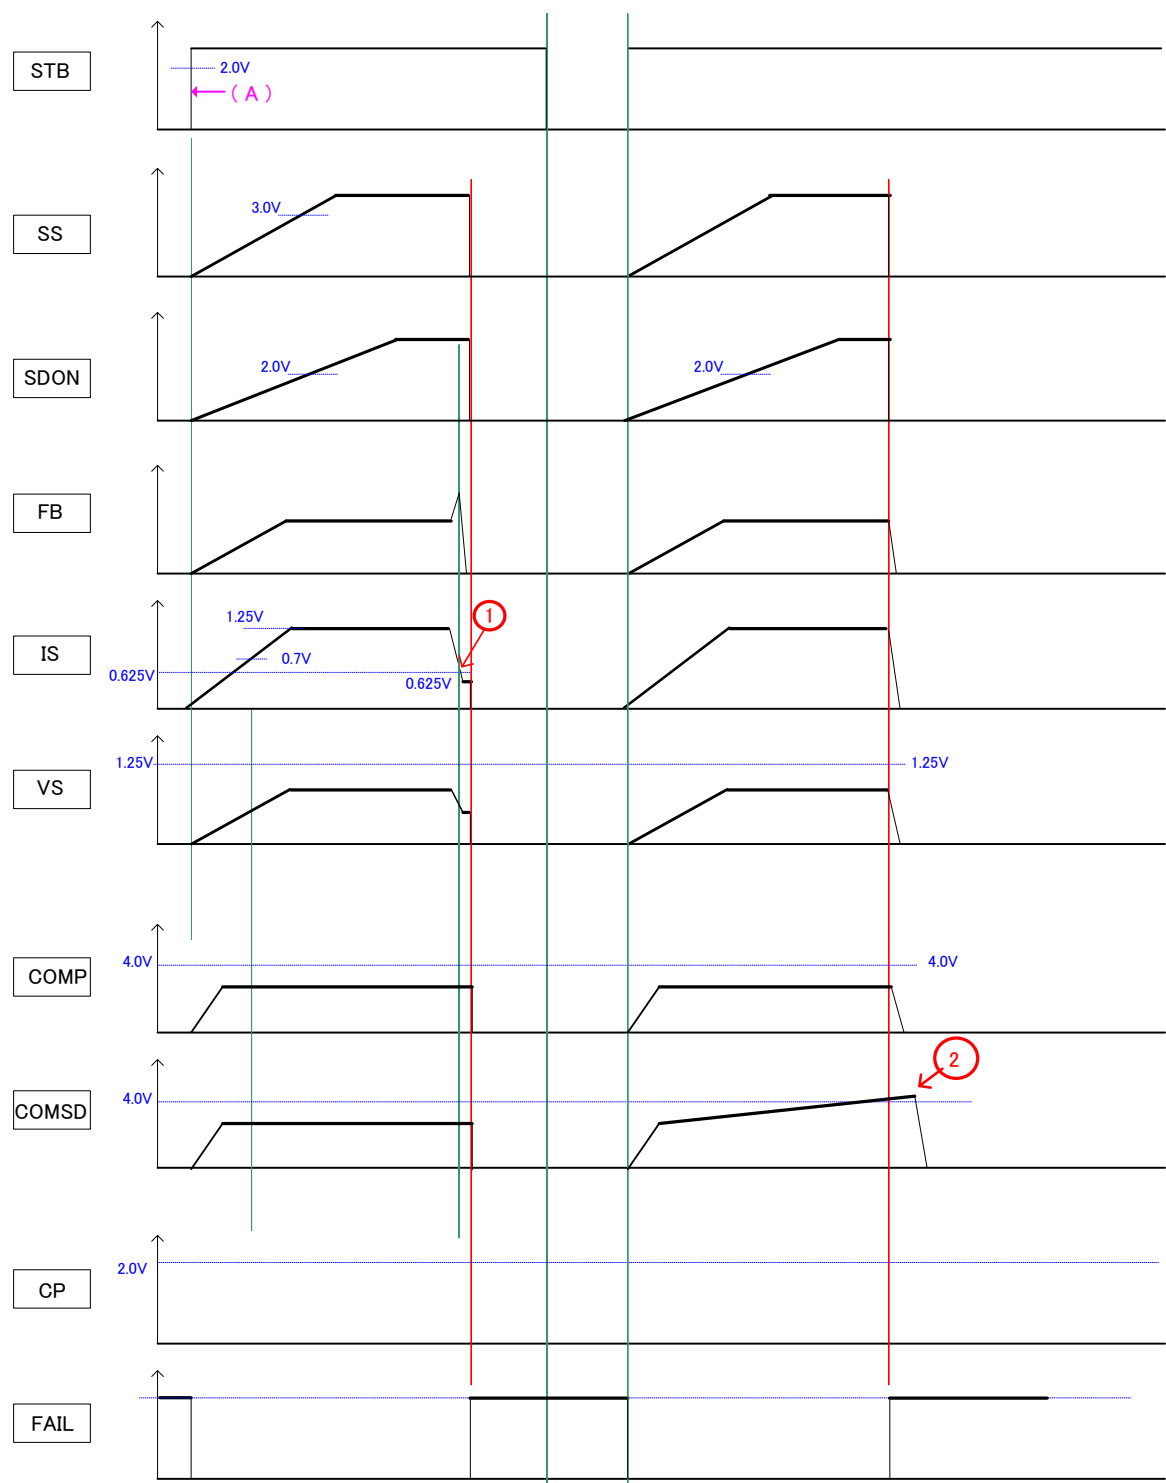 STB
2.0V
( A )
SS
3.0V
SDON
2.0V
2.0V
FB
IS
1.25V
0.7V
0.625V
0.625V
1
VS
1.25V
1.25V
COMP
4.0V
4.0V
COMSD
4.0V
2
CP
2.0V
FAIL